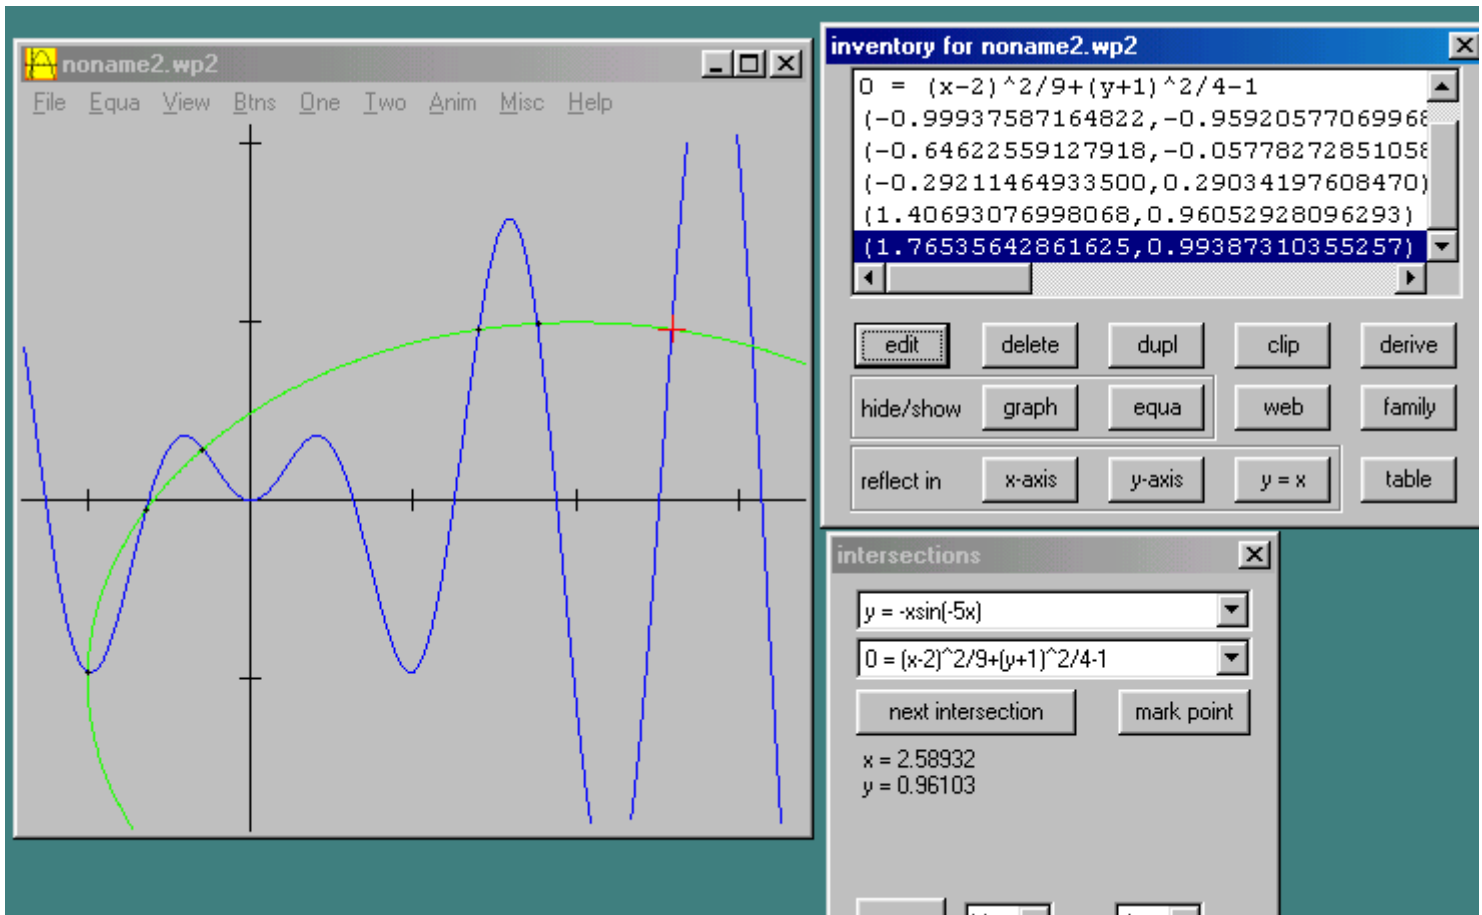 noname2.wp2
File Equa View Btns One Two Anim Misc Help
inventory for noname2.wp2
0 = (x-2)^2/9+(y+1)^2/4-1
(-0.99937587164822,-0.95920577069968
(-0.64622559127918,-0.05778272851058
(-0.29211464933500,0.29034197608470)
(1.40693076998068,0.96052928096293)
(1.76535642861625,0.99387310355257)
edit delete dupl clip derive
hide/show graph equa web family
reflect in x-axis y-axis y = x table
intersections
y = -xsin(-5x)
0 = (x-2)^2/9+(y+1)^2/4-1
next intersection mark point
x = 2.58932
y = 0.96103